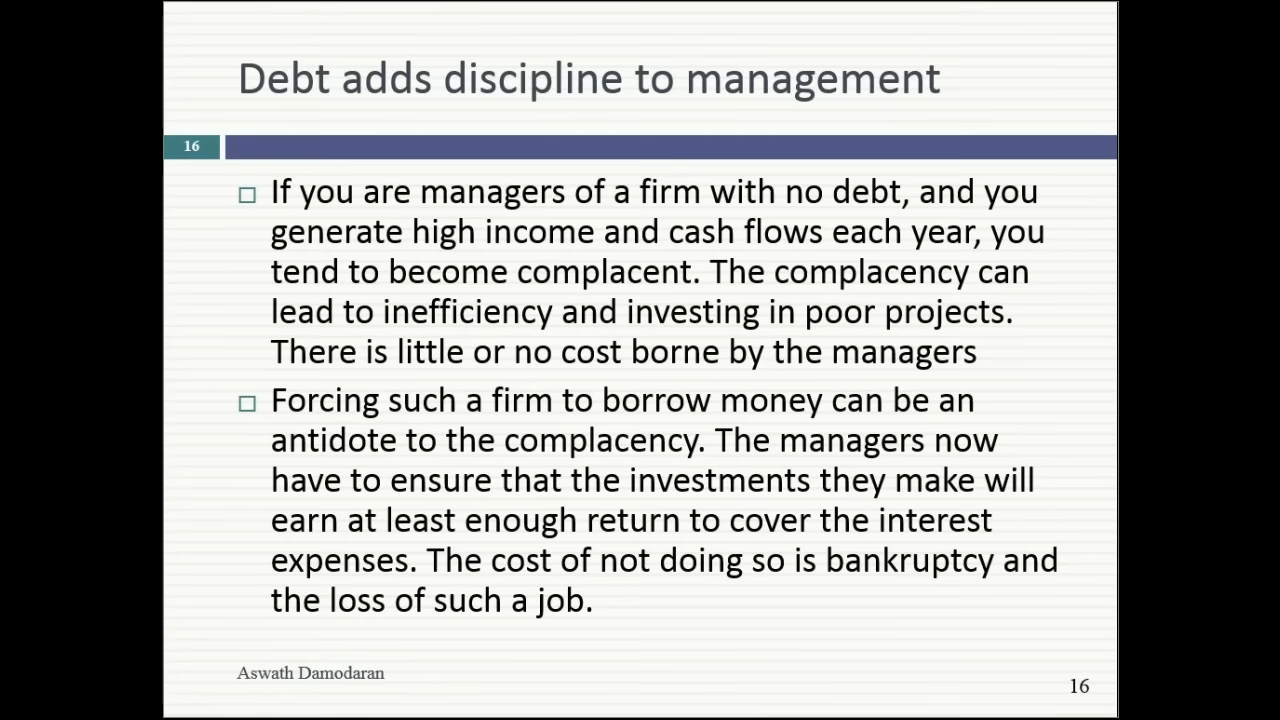 Debt adds discipline to management
16
If you are managers of a firm with no debt, and you
generate high income and cash flows each year, you
tend to become complacent. The complacency can
lead to inefficiency and investing in poor projects.
There is little or no cost borne by the managers
Forcing such a firm to borrow money can be an
antidote to the complacency. The managers now
have to ensure that the investments they make will
earn at least enough return to cover the interest
expenses. The cost of not doing so is bankruptcy and
the loss of such a job.
Aswath Damodaran
16